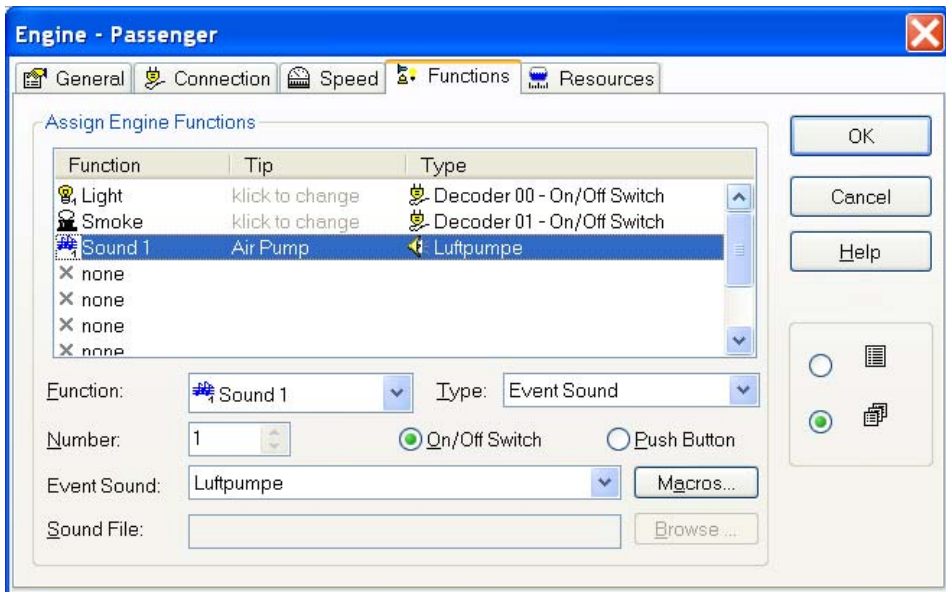 Engine - Passenger
General Connection Speed Functions Resources
Assign Engine Functions
Function Tip Type
Light klick to change Decoder 00 - On/Off Switch
Smoke klick to change Decoder 01 - On/Off Switch
Sound 1 Air Pump Luftpumpe
none
none
none
none
Function: Sound 1 Type: Event Sound
Number: 1 On/Off Switch Push Button
Event Sound: Luftpumpe Macros...
Sound File: Browse ...
OK
Cancel
Help